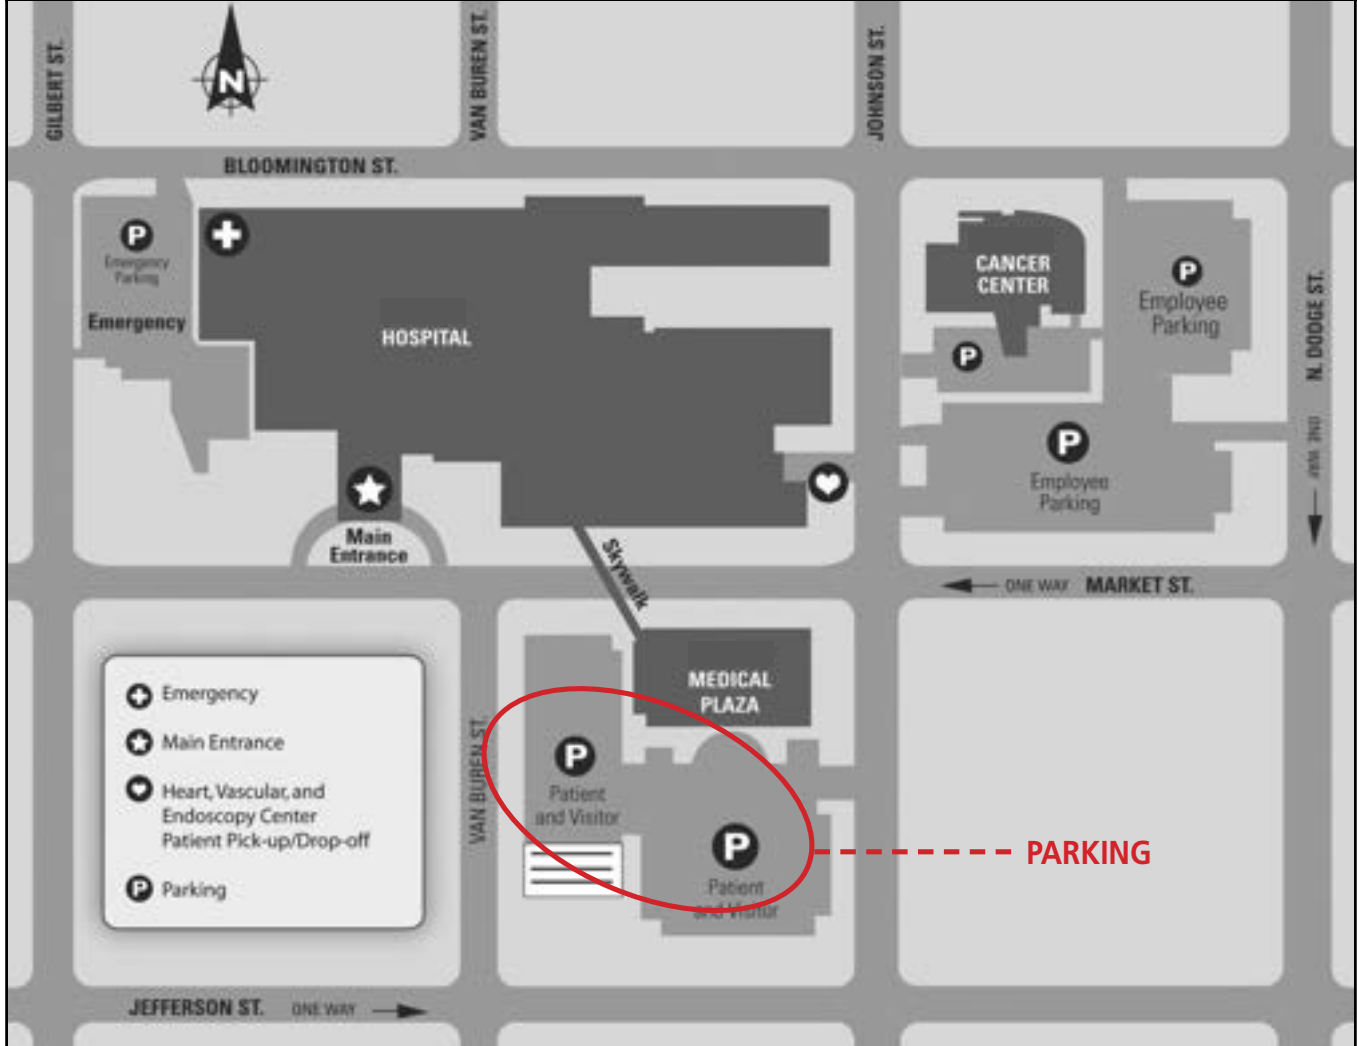 GILBERT ST.
N
VAN BUREN ST.
JOHNSON ST.
BLOOMINGTON ST.
P
Emergency
Parking
Emergency
HOSPITAL
CANCER
CENTER
P
P
Employee
Parking
N. DODGE ST.
ONE WAY
P
Employee
Parking
Main
Entrance
Skywalk
ONE WAY MARKET ST.
Emergency
Main Entrance
Heart, Vascular, and
Endoscopy Center
Patient Pick-up/Drop-off
P Parking
VAN BUREN ST.
MEDICAL
PLAZA
P
Patient
and Visitor
P
Patient
and Visitor
PARKING
JEFFERSON ST. ONE WAY